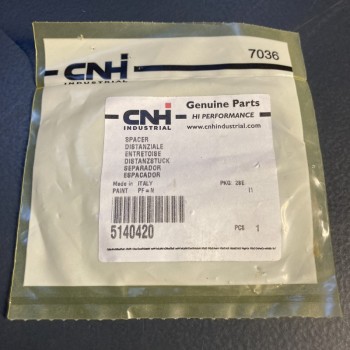 7036
CNH
INDUSTRIAL
CNH
INDUSTRIAL
Genuine Parts
HI PERFORMANCE
www.cnhindustrial.com
SPACER
DISTANZIALE
ENTRETOISE
DISTANZSTUCK
SEPARADOR
ESPACADOR
Made in ITALY
PAINT PF=N
PKG.
11
5140420
PCS 1